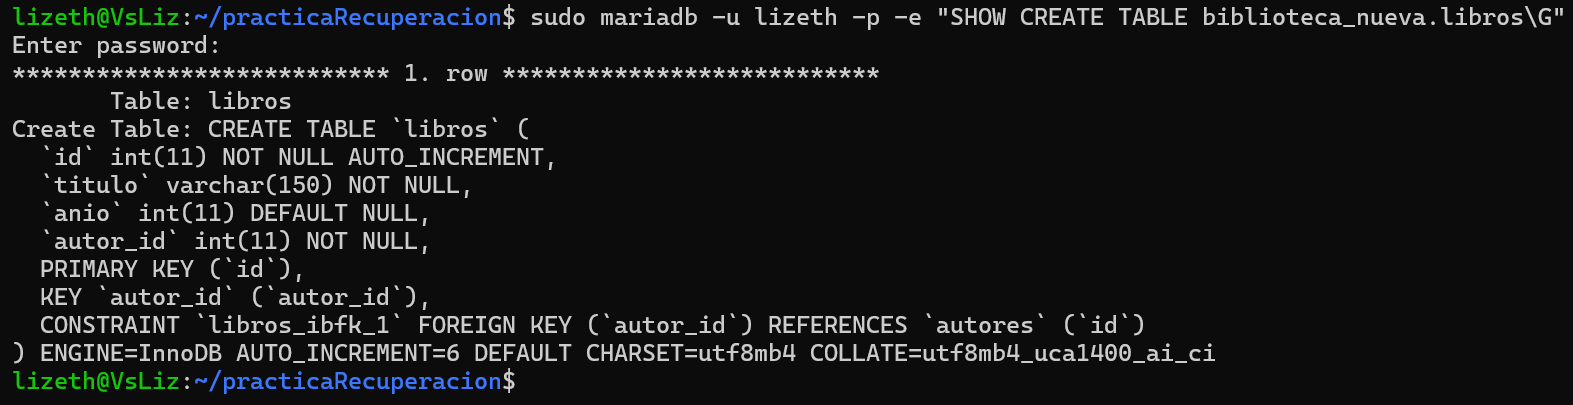 lizeth@VsLiz:~/practicaRecuperacion$ sudo mariadb -u lizeth -p -e "SHOW CREATE TABLE biblioteca_nueva.libros\G"
Enter password:
*************************** 1. row ***************************
       Table: libros
Create Table: CREATE TABLE `libros` (
  `id` int(11) NOT NULL AUTO_INCREMENT,
  `titulo` varchar(150) NOT NULL,
  `anio` int(11) DEFAULT NULL,
  `autor_id` int(11) NOT NULL,
  PRIMARY KEY (`id`),
  KEY `autor_id` (`autor_id`),
  CONSTRAINT `libros_ibfk_1` FOREIGN KEY (`autor_id`) REFERENCES `autores` (`id`)
) ENGINE=InnoDB AUTO_INCREMENT=6 DEFAULT CHARSET=utf8mb4 COLLATE=utf8mb4_uca1400_ai_ci
lizeth@VsLiz:~/practicaRecuperacion$